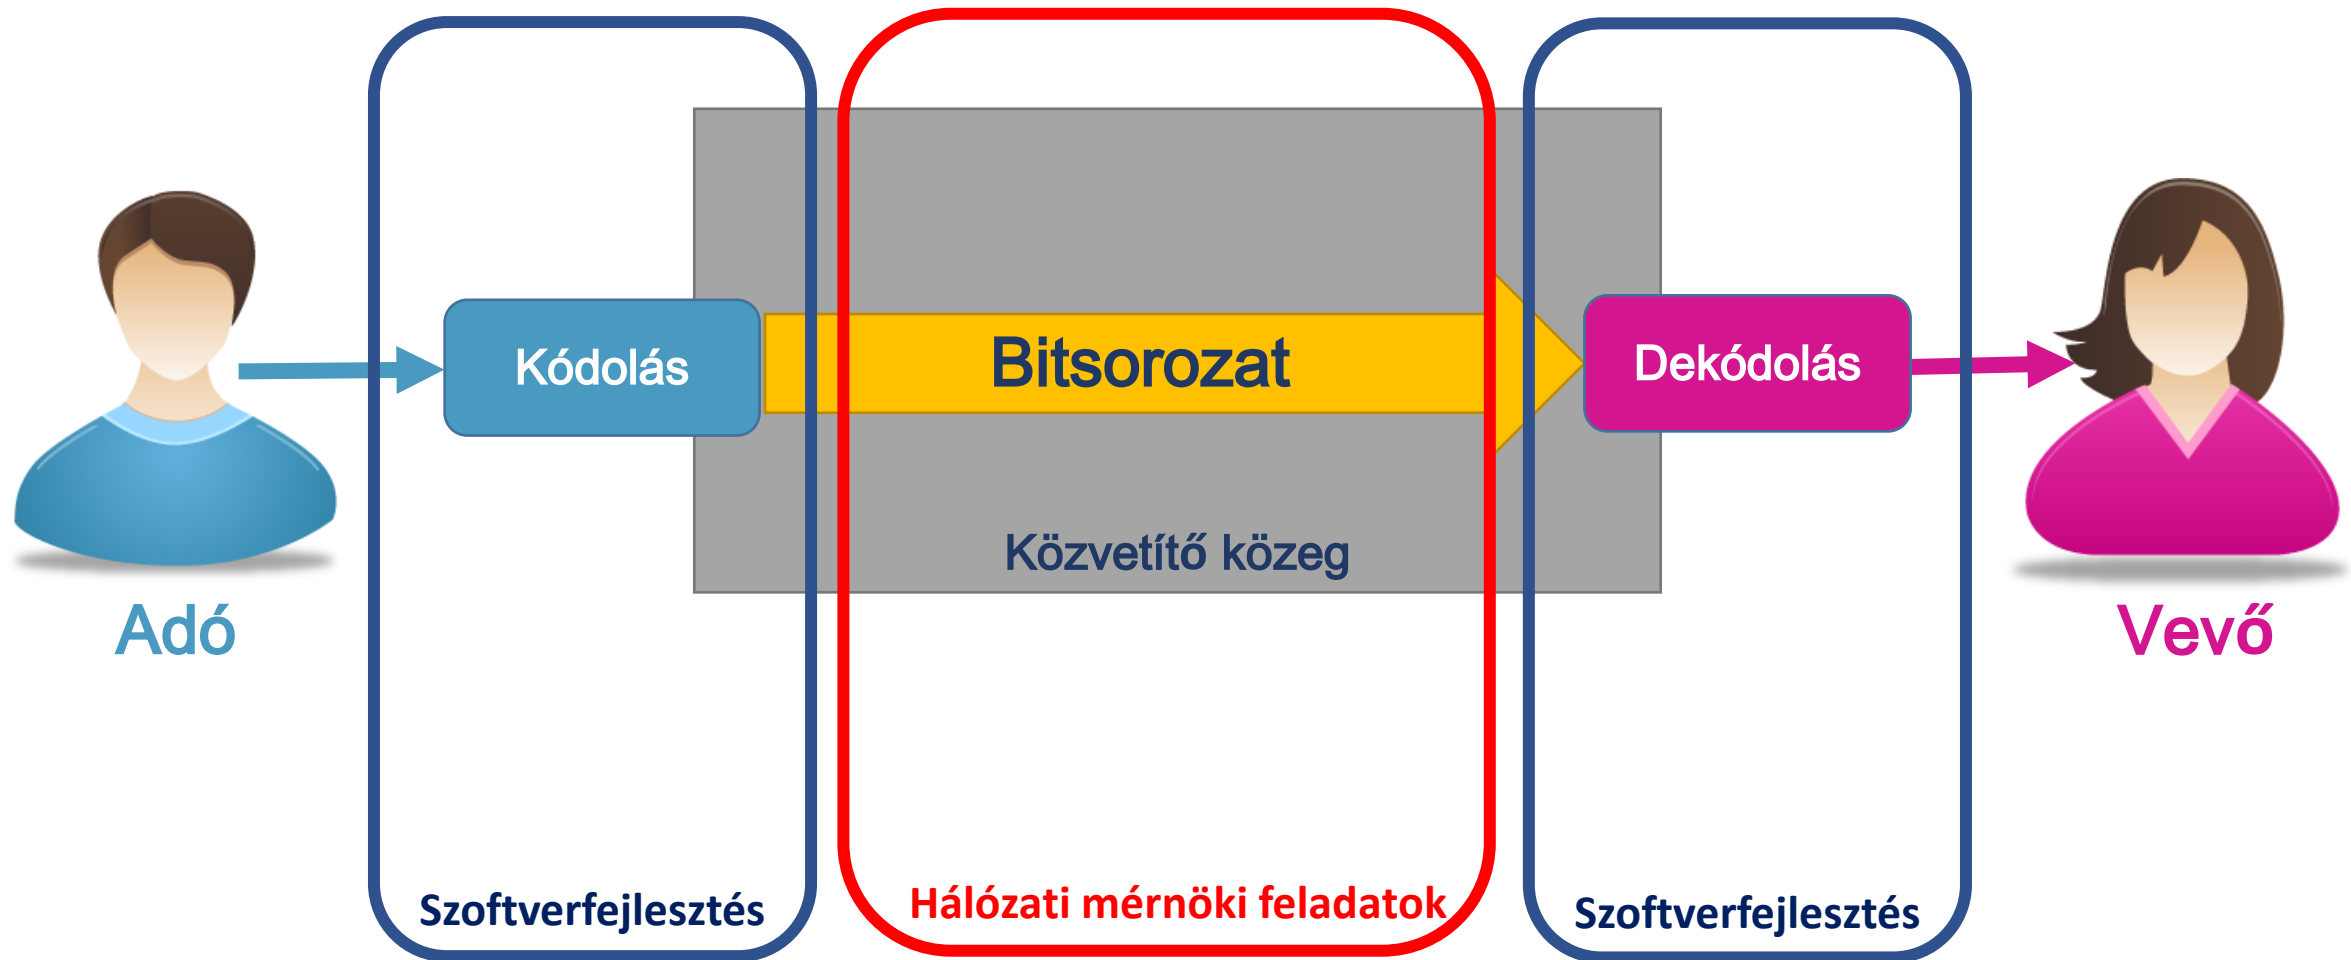 Kódolás
Bitsorozat
Dekódolás
Közvetítő közeg
Adó
Vevő
Szoftverfejlesztés
Hálózati mérnöki feladatok
Szoftverfejlesztés